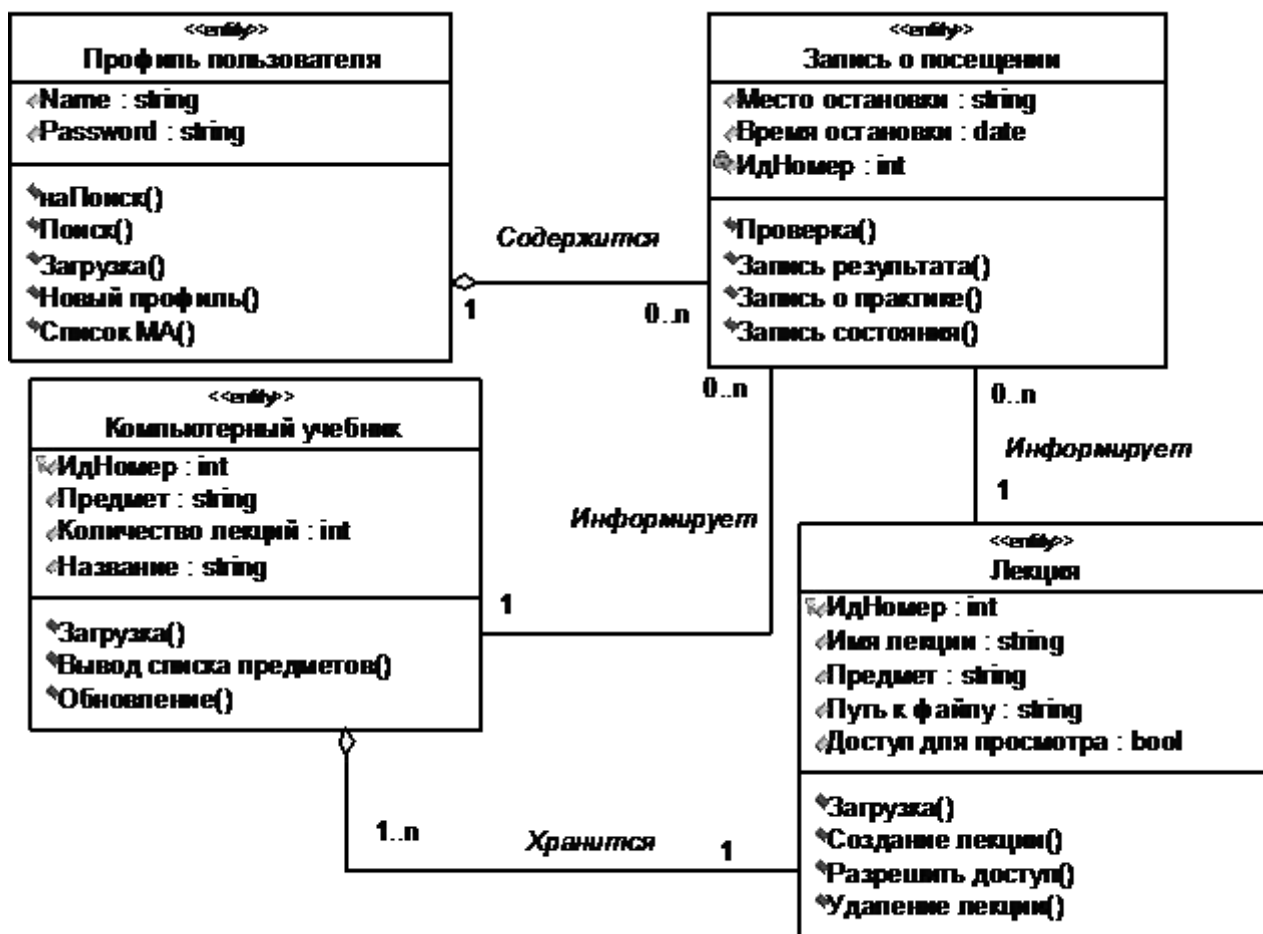 <<entity>>
Профиль пользователя
Name : string
Password : string
наПоиск()
Поиск()
Загрузка()
Новый профиль()
Список МА()
<<entity>>
Запись о посещении
Место остановки : string
Время остановки : date
ИдНомер : int
Проверка()
Запись результата()
Запись о практике()
Запись состояния()
Содержится
1
0..n
<<entity>>
Компьютерный учебник
ИдНомер : int
Предмет : string
Количество лекций : int
Название : string
Загрузка()
Вывод списка предметов()
Обновление()
0..n
Информирует
1
0..n
Информирует
1
<<entity>>
Лекция
ИдНомер : int
Имя лекции : string
Предмет : string
Путь к файлу : string
Доступ для просмотра : bool
Загрузка()
Создание лекции()
Разрешить доступ()
Удаление лекции()
1..n
Хранится
1